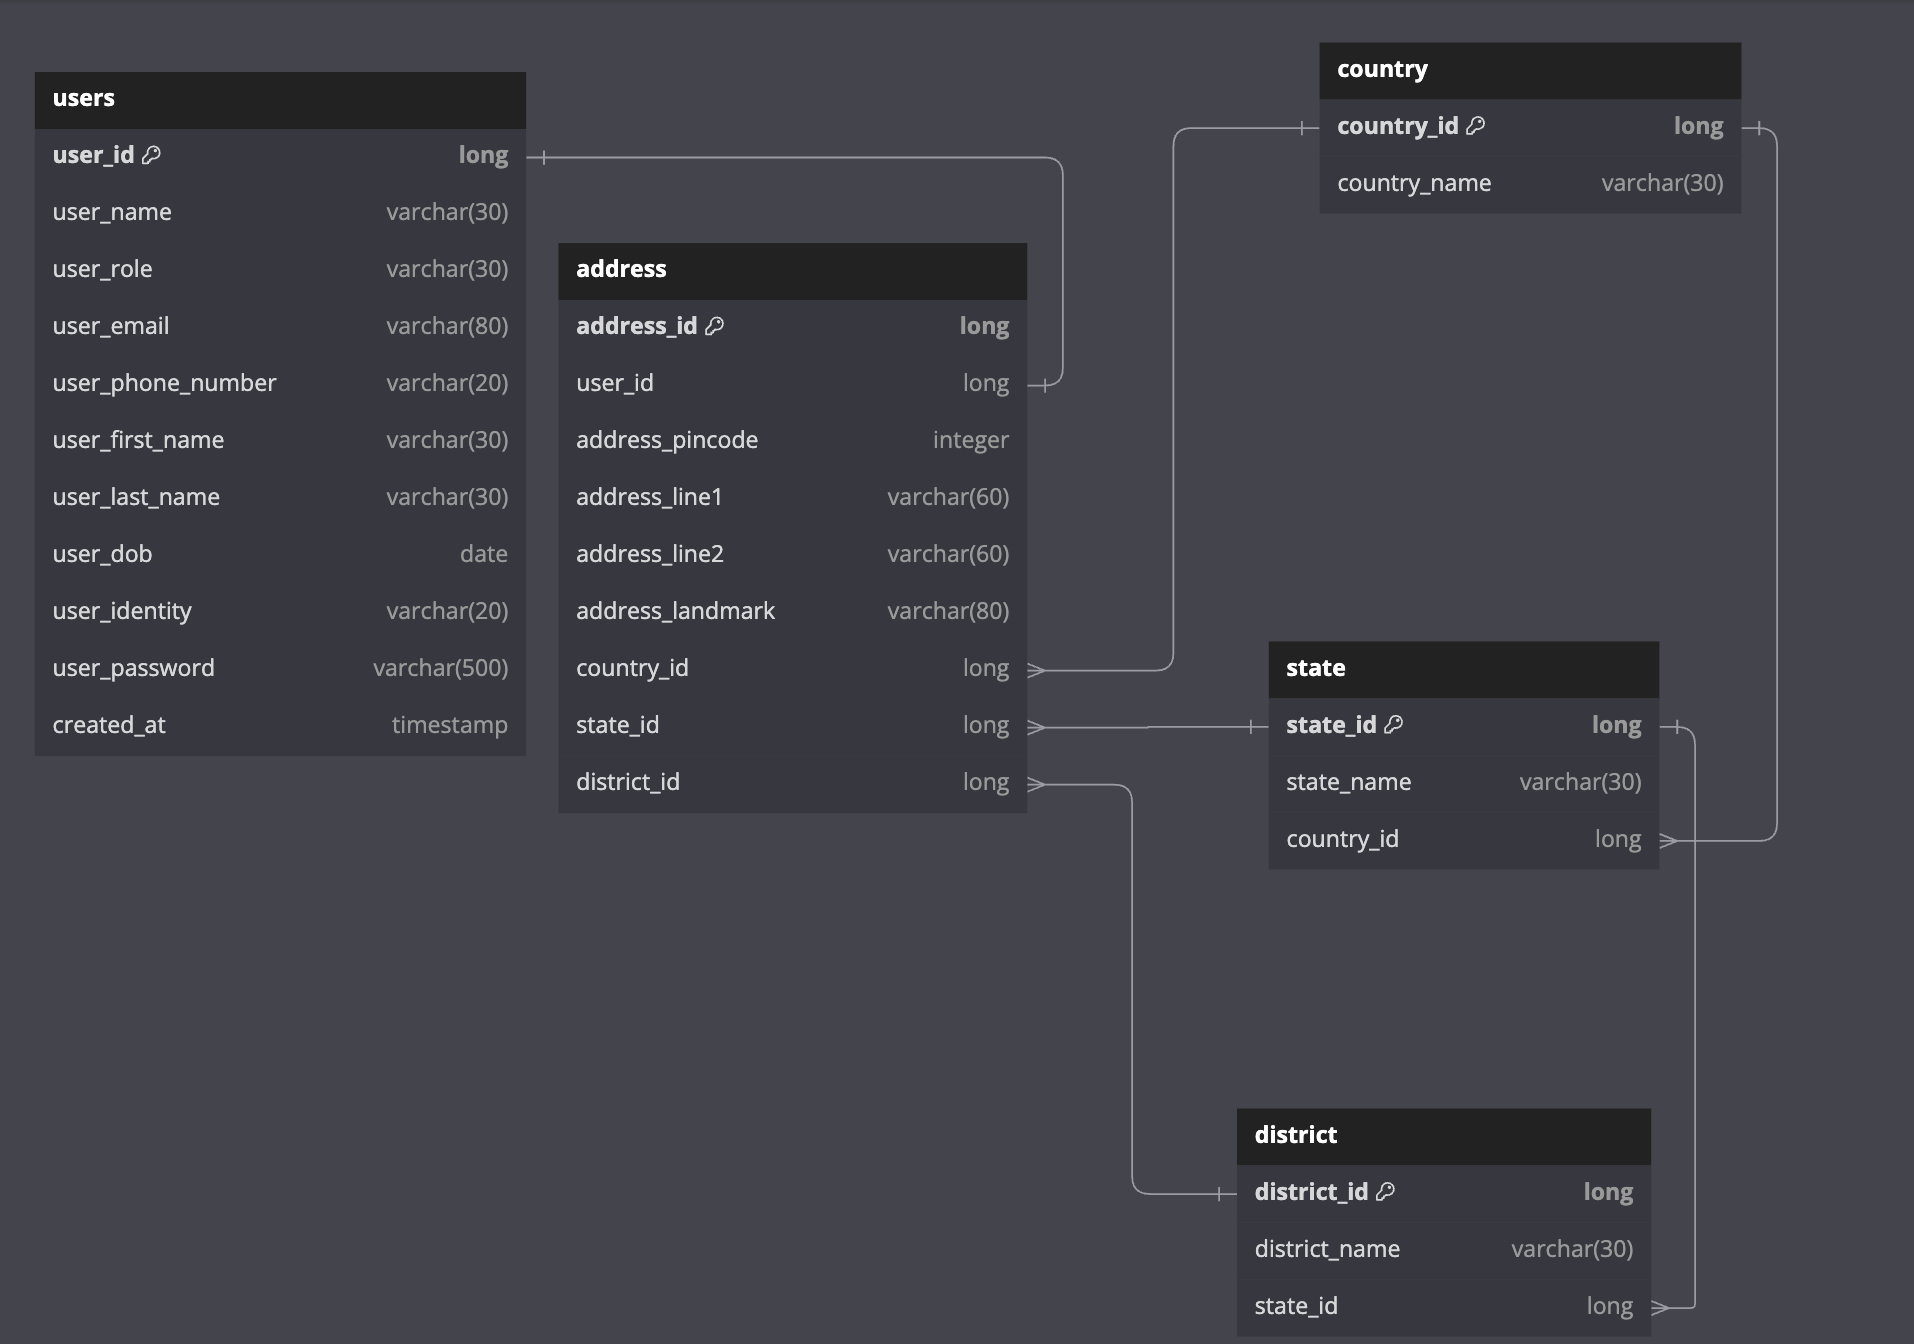 users
user_id long
user_name varchar(30)
user_role varchar(30)
user_email varchar(80)
user_phone_number varchar(20)
user_first_name varchar(30)
user_last_name varchar(30)
user_dob date
user_identity varchar(20)
user_password varchar(500)
created_at timestamp
address
address_id long
user_id long
address_pincode integer
address_line1 varchar(60)
address_line2 varchar(60)
address_landmark varchar(80)
country_id long
state_id long
district_id long
country
country_id long
country_name varchar(30)
state
state_id long
state_name varchar(30)
country_id long
district
district_id long
district_name varchar(30)
state_id long